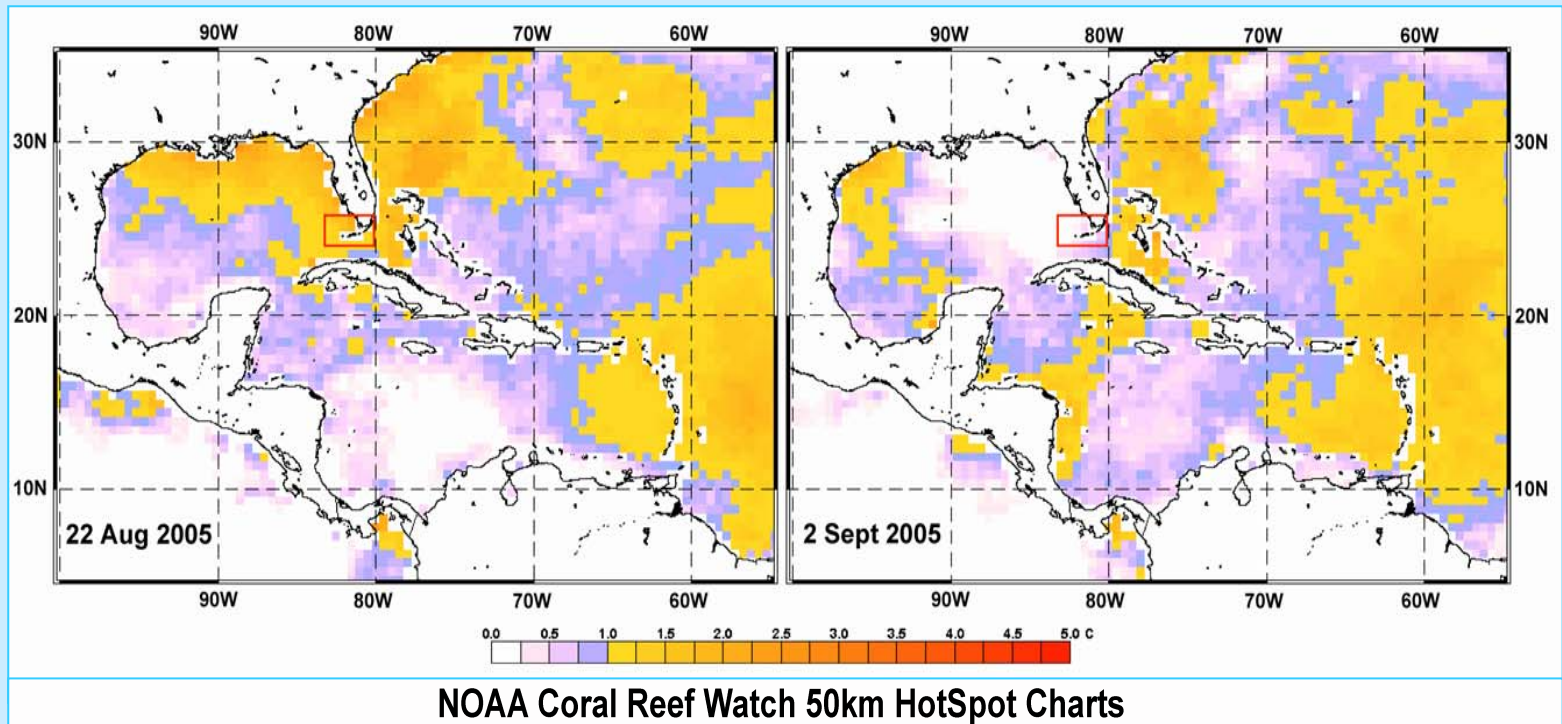 90W 80W 70W 60W 90W 80W 70W 60W
30N 30N
20N 20N
10N 10N
22 Aug 2005 2 Sept 2005
90W 80W 70W 60W 90W 80W 70W 60W
0.0 0.5 1.0 1.5 2.0 2.5 3.0 3.5 4.0 4.5 5.0 C
NOAA Coral Reef Watch 50km HotSpot Charts